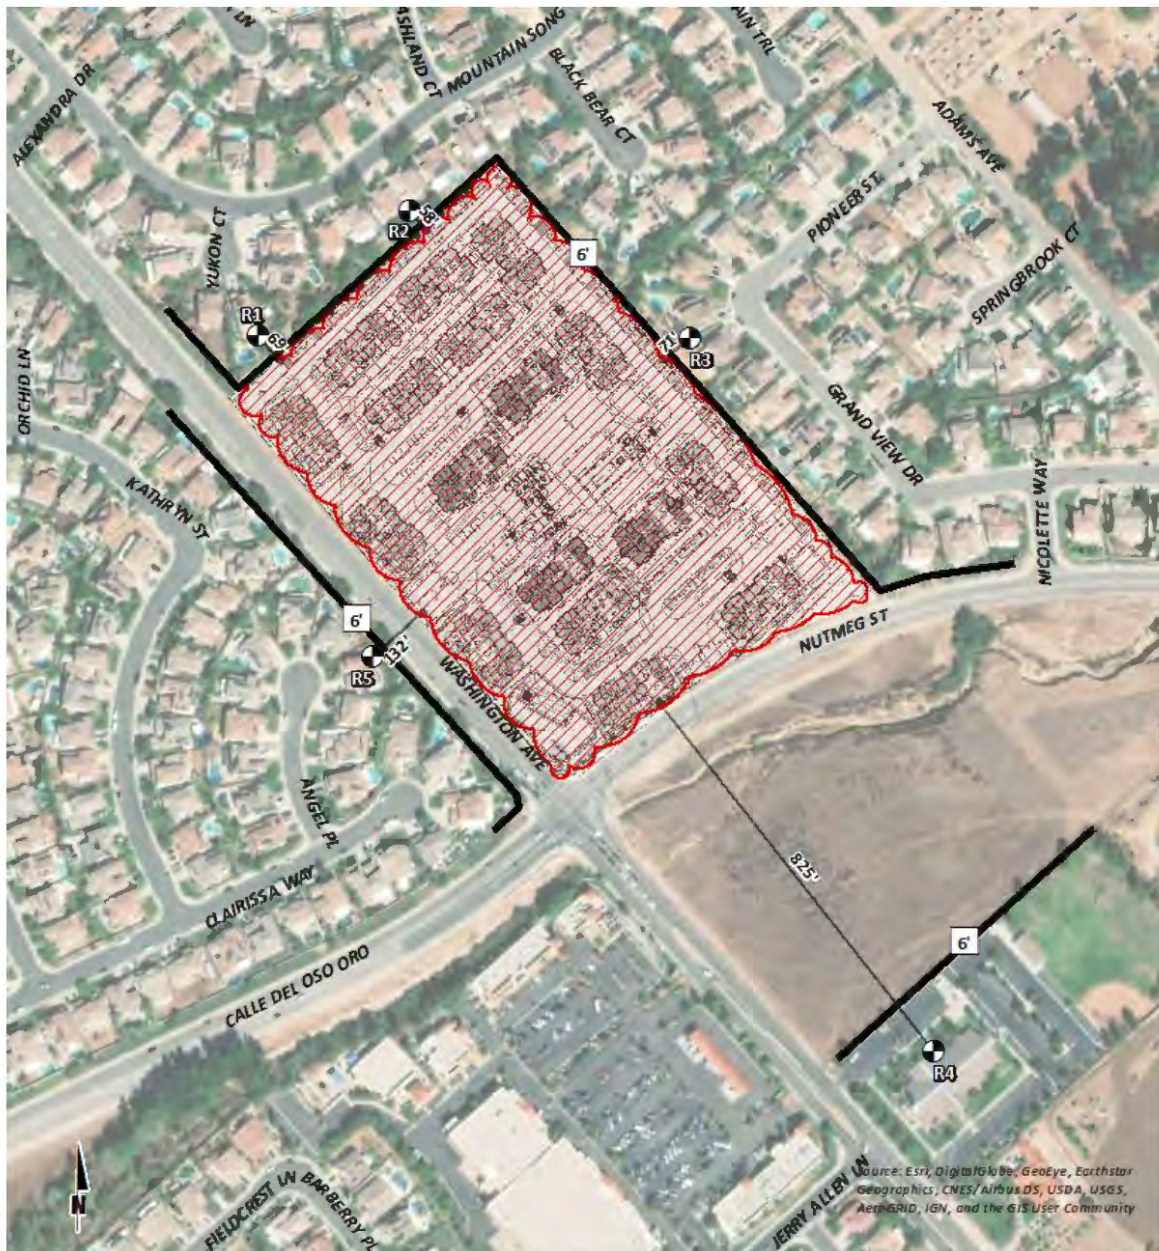 LN
ASHLAND CT
MOUNTAIN SONG
AIN TRL
ALEXANDRA DR
BLACK BEAR CT
ADAMS AVE
PIONEER ST
SPRINGBROOK CT
YUKON CT
R2
58'
6'
R1
69'
71'
R3
ORCHID LN
GRAND VIEW DR
NICOLETTE WAY
KATHRYN ST
6'
132'
R5
WASHINGTON AVE
NUTMEG ST
ANGEL PL
825'
CLAIRISSA WAY
CALLE DEL OSO ORO
6'
R4
N
FIELDCREST LN
BARBERRY PL
JERRY ALLEN LN
Source: Esri, DigitalGlobe, GeoEye, Earthstar
Geographics, CNES/Airbus DS, USDA, USGS,
AeroGRID, IGN, and the GIS User Community